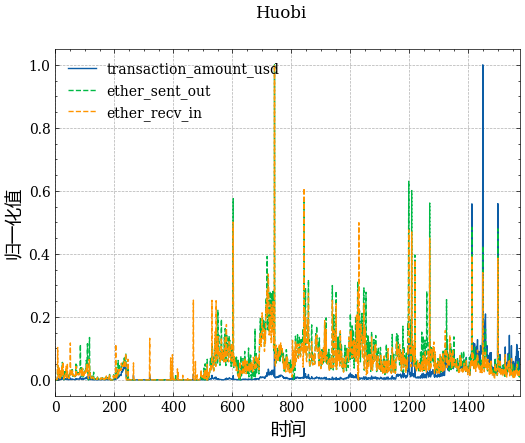 Huobi
transaction_amount_usd
ether_sent_out
ether_recv_in
归一化值
1.0
0.8
0.6
0.4
0.2
0.0
0 200 400 600 800 1000 1200 1400
时间